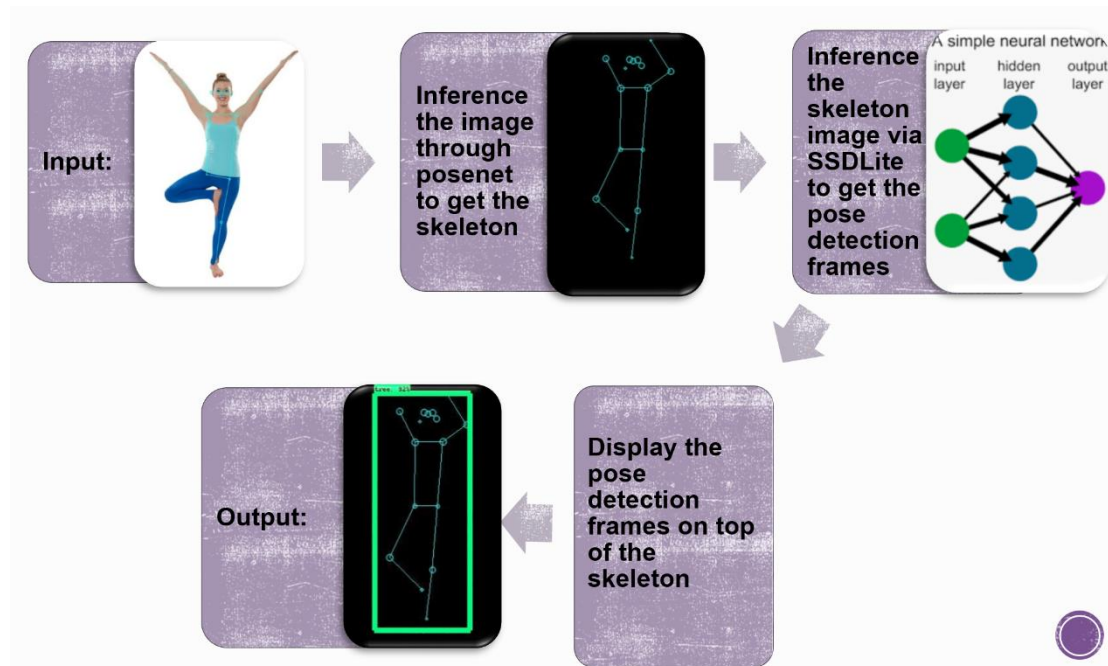 Input:
Inference
the image
through
posenet
to get the
skeleton
Inference
the
skeleton
image via
SSDLite
to get the
pose
detection
frames
A simple neural network
input
layer
hidden
layer
output
layer
Display the
pose
detection
frames on top
of the
skeleton
Output: